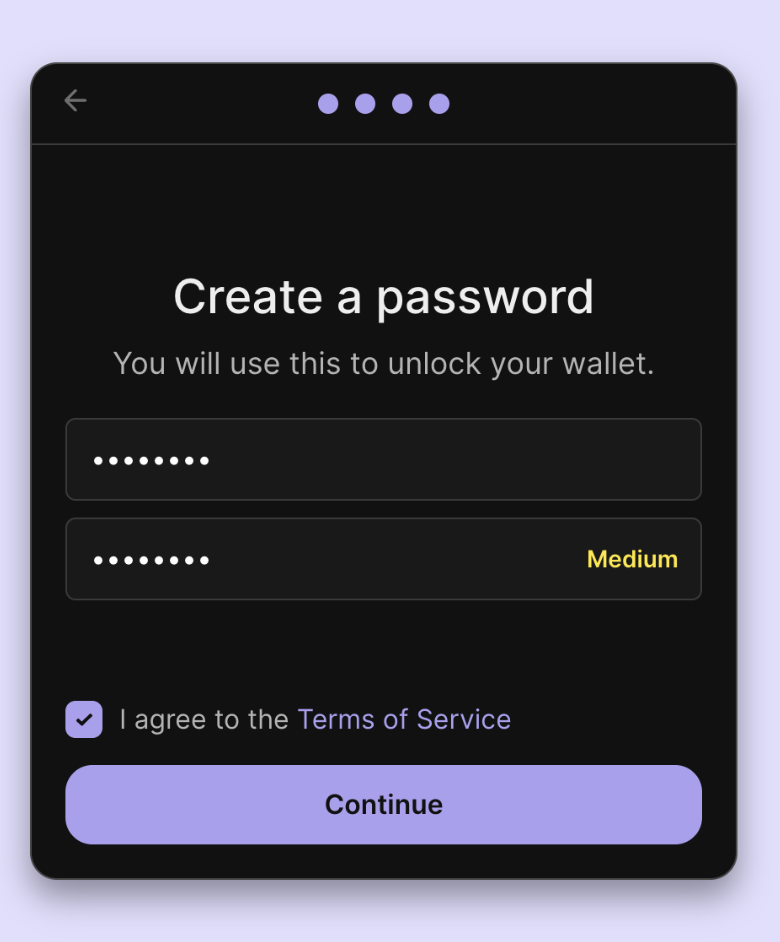 Create a password
You will use this to unlock your wallet.
••••••••
••••••••
Medium
I agree to the Terms of Service
Continue